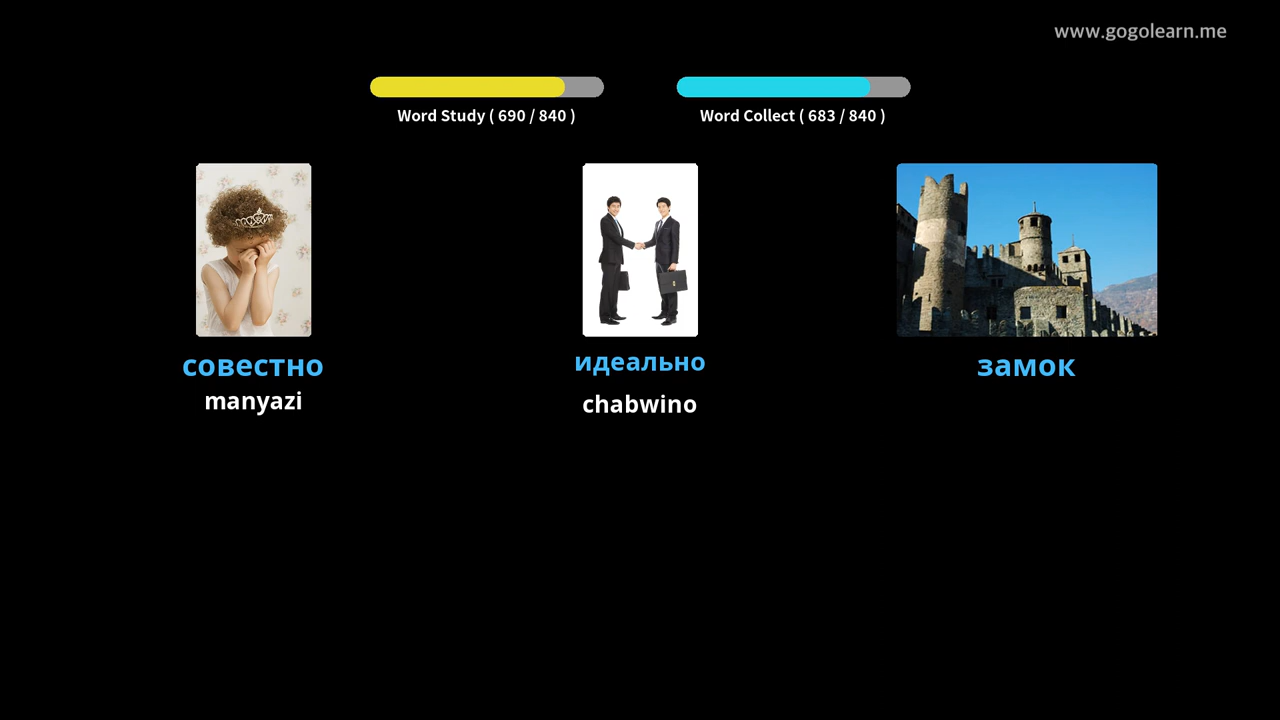 www.gogolearn.me
Word Study ( 690 / 840 )
Word Collect ( 683 / 840 )
совестно
manyazi
идеально
chabwino
замок